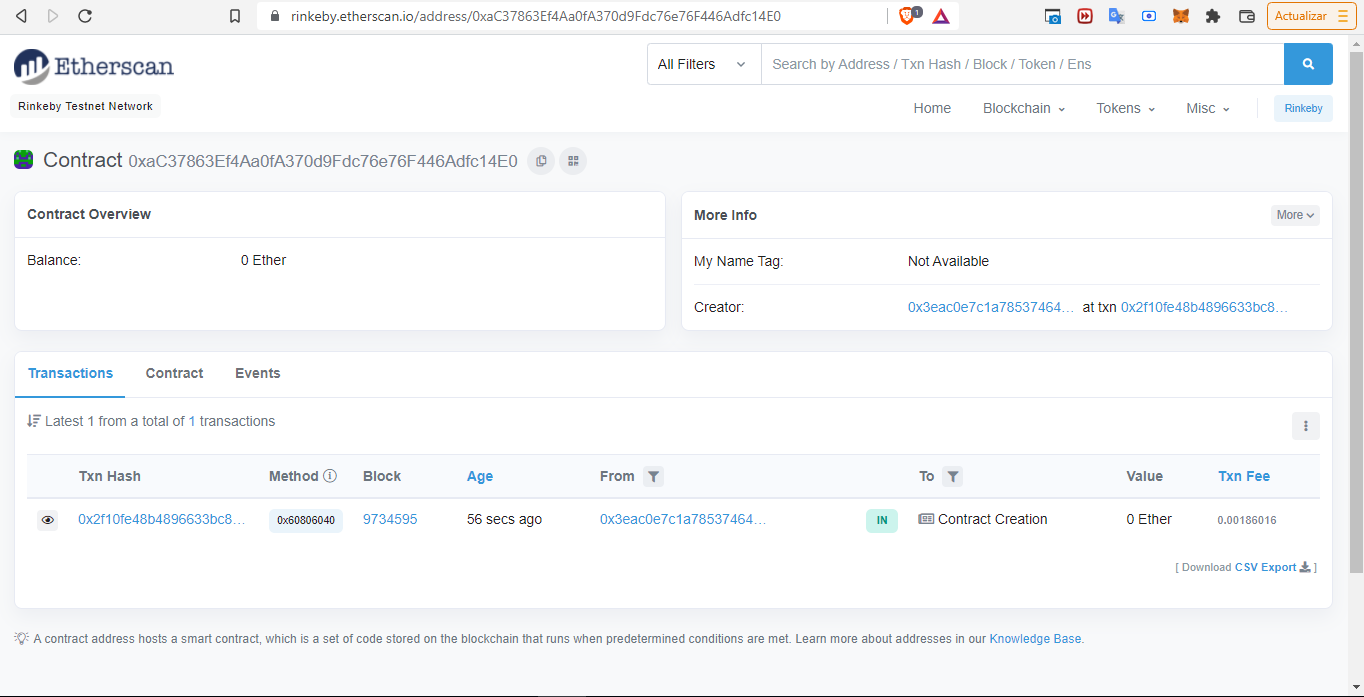 rinkeby.etherscan.io/address/0xaC37863Ef4Aa0fA370d9Fdc76e76F446Adfc14E0
1
Actualizar
Etherscan
All Filters
Search by Address / Txn Hash / Block / Token / Ens
Rinkeby Testnet Network
Home Blockchain Tokens Misc Rinkeby
Contract 0xaC37863Ef4Aa0fA370d9Fdc76e76F446Adfc14E0
Contract Overview
Balance: 0 Ether
More Info
More
My Name Tag: Not Available
Creator: 0x3eac0e7c1a78537464... at txn 0x2f10fe48b4896633bc8...
Transactions Contract Events
Latest 1 from a total of 1 transactions
Txn Hash Method Block Age From To Value Txn Fee
0x2f10fe48b4896633bc8... 0x60806040 9734595 56 secs ago 0x3eac0e7c1a78537464... IN Contract Creation 0 Ether 0.00186016
[ Download CSV Export ]
A contract address hosts a smart contract, which is a set of code stored on the blockchain that runs when predetermined conditions are met. Learn more about addresses in our Knowledge Base.